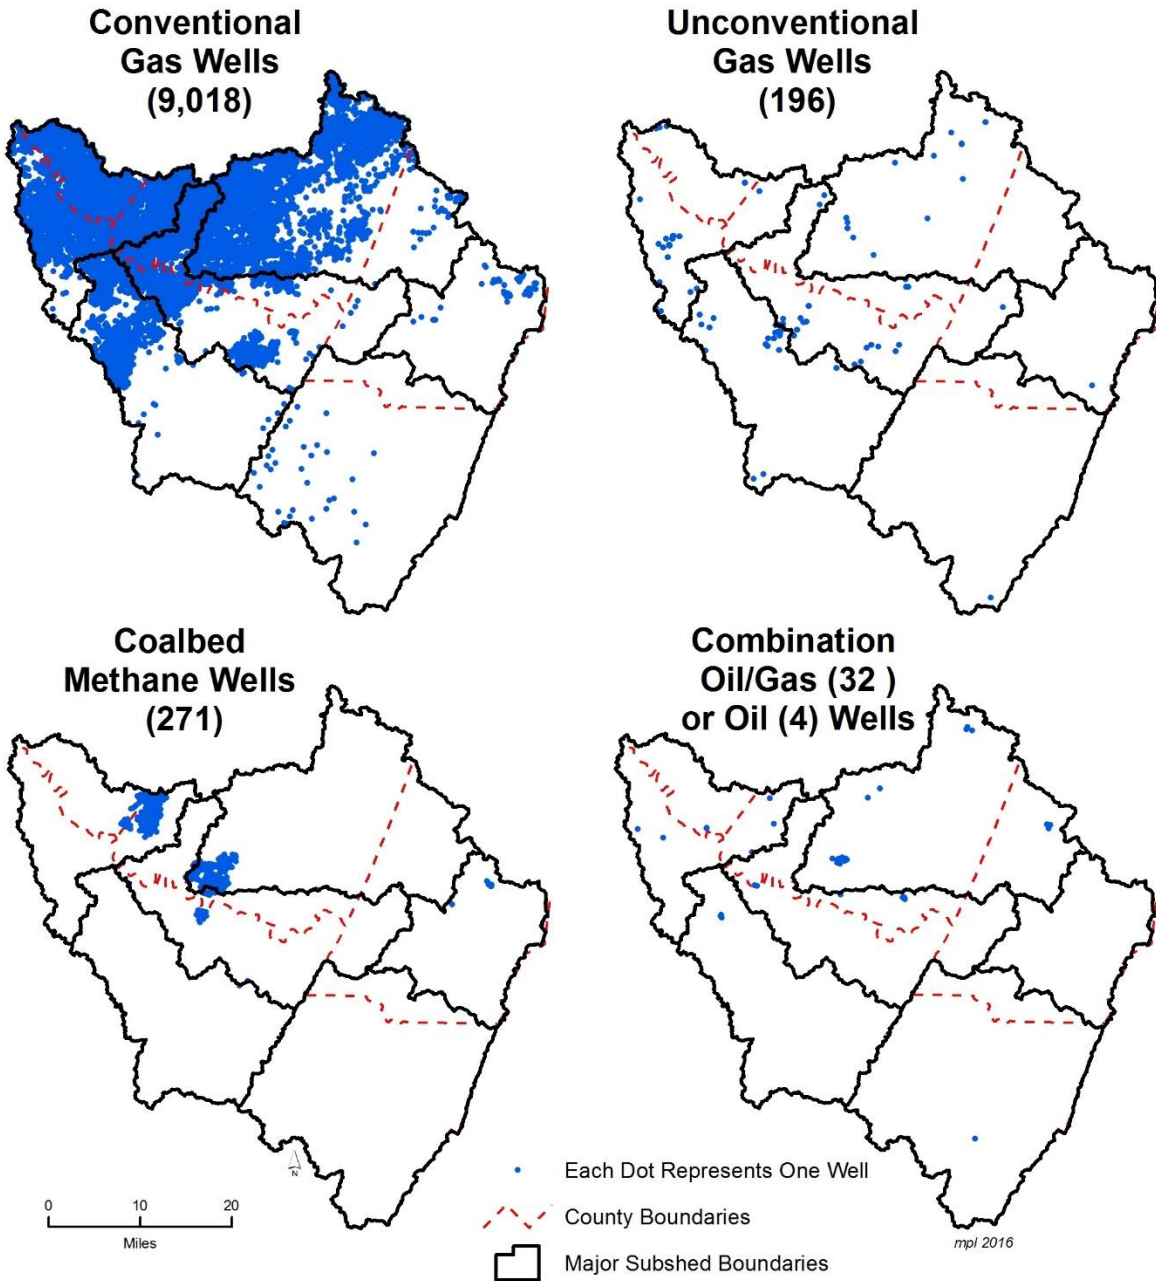 Conventional
Gas Wells
(9,018)
Unconventional
Gas Wells
(196)
Coalbed
Methane Wells
(271)
Combination
Oil/Gas (32 )
or Oil (4) Wells
N
0 10 20
Miles
Each Dot Represents One Well
County Boundaries
Major Subshed Boundaries
mpl 2016